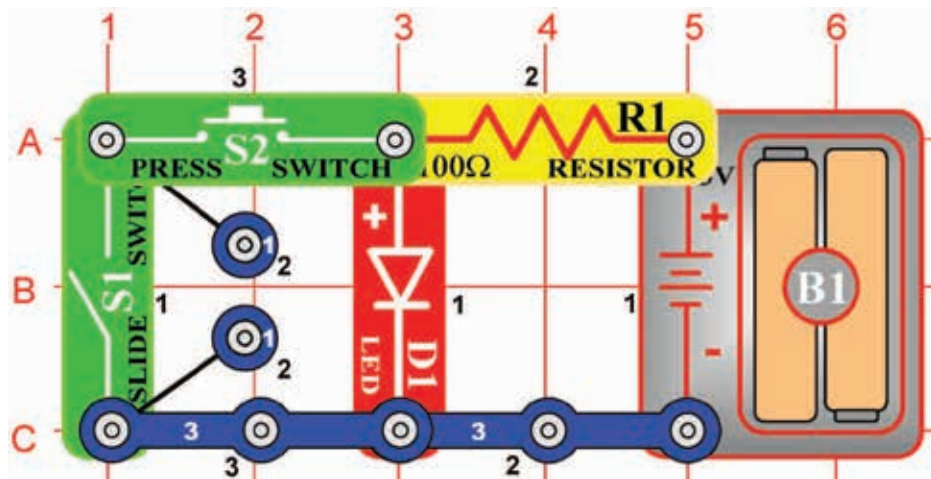 1 2 3 4 5 6
3 2
A
S2 R1
PRESS SWITCH 100Ω RESISTOR
V
+ +
1
2
B
S1 SLIDE SWIT
1 1 1
B1
1
2
-
LED D1
C
3 3
3 2